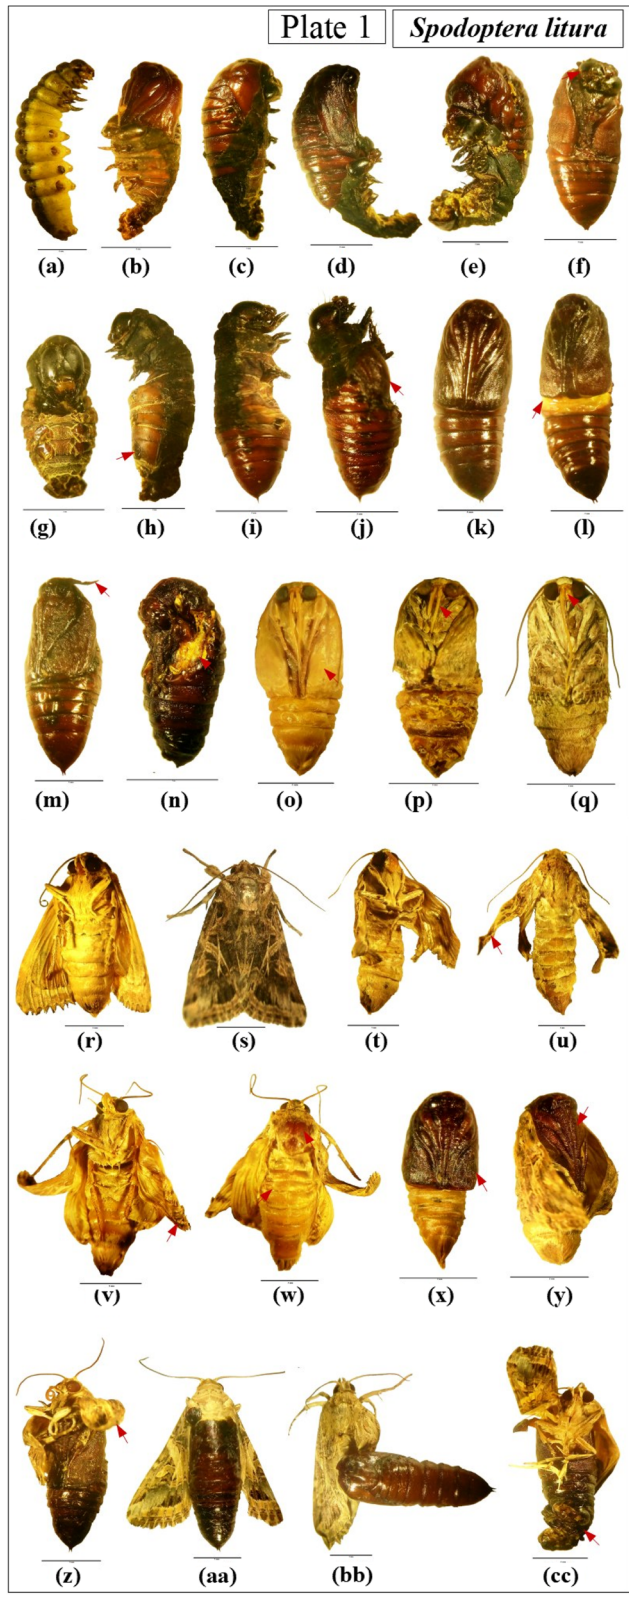 Plate 1 Spodoptera litura
(a) (b) (c) (d) (e) (f)
(g) (h) (i) (j) (k) (l)
(m) (n) (o) (p) (q)
(r) (s) (t) (u)
(v) (w) (x) (y)
(z) (aa) (bb) (cc)